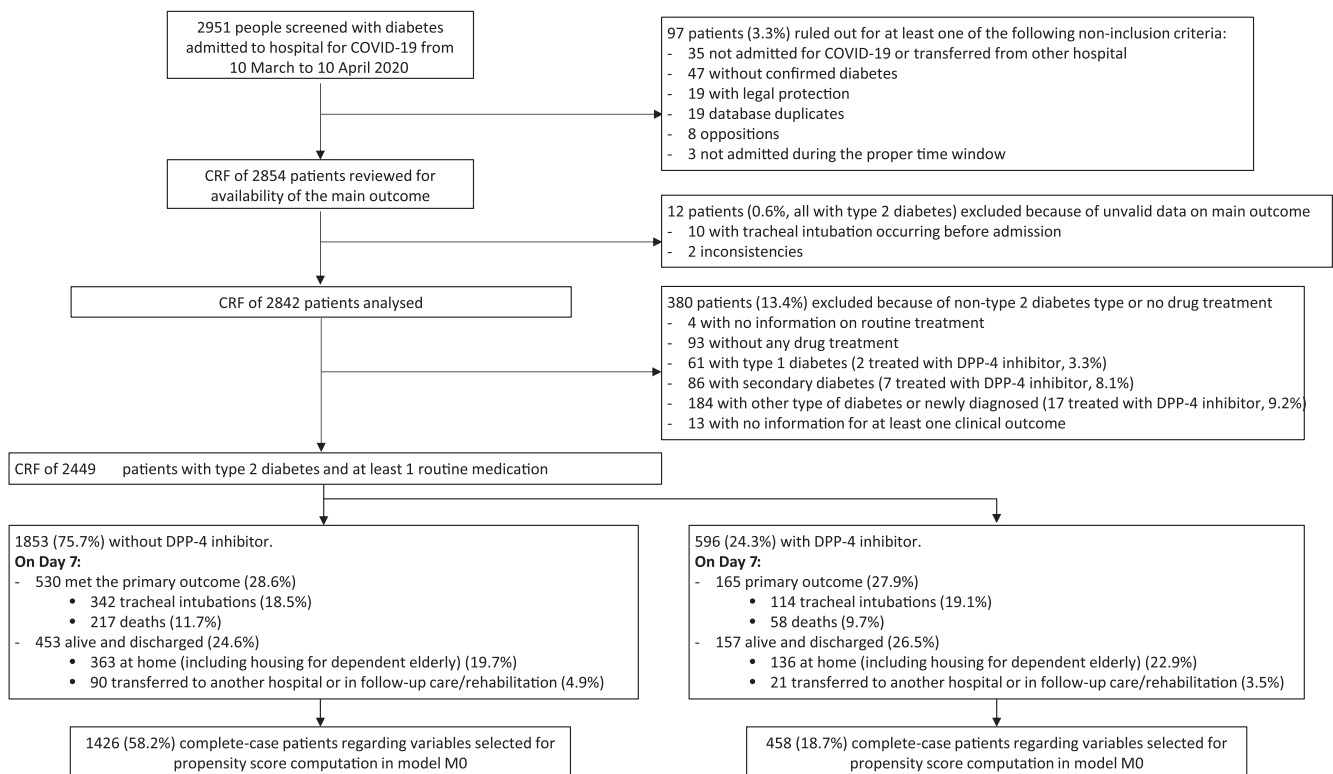 2951 people screened with diabetes
admitted to hospital for COVID-19 from
10 March to 10 April 2020
97 patients (3.3%) ruled out for at least one of the following non-inclusion criteria:
- 35 not admitted for COVID-19 or transferred from other hospital
- 47 without confirmed diabetes
- 19 with legal protection
- 19 database duplicates
- 8 oppositions
- 3 not admitted during the proper time window
CRF of 2854 patients reviewed for
availability of the main outcome
12 patients (0.6%, all with type 2 diabetes) excluded because of unvalid data on main outcome
- 10 with tracheal intubation occurring before admission
- 2 inconsistencies
CRF of 2842 patients analysed
380 patients (13.4%) excluded because of non-type 2 diabetes type or no drug treatment
- 4 with no information on routine treatment
- 93 without any drug treatment
- 61 with type 1 diabetes (2 treated with DPP-4 inhibitor, 3.3%)
- 86 with secondary diabetes (7 treated with DPP-4 inhibitor, 8.1%)
- 184 with other type of diabetes or newly diagnosed (17 treated with DPP-4 inhibitor, 9.2%)
- 13 with no information for at least one clinical outcome
CRF of 2449 patients with type 2 diabetes and at least 1 routine medication
1853 (75.7%) without DPP-4 inhibitor.
On Day 7:
- 530 met the primary outcome (28.6%)
• 342 tracheal intubations (18.5%)
• 217 deaths (11.7%)
- 453 alive and discharged (24.6%)
• 363 at home (including housing for dependent elderly) (19.7%)
• 90 transferred to another hospital or in follow-up care/rehabilitation (4.9%)
596 (24.3%) with DPP-4 inhibitor.
On Day 7:
- 165 primary outcome (27.9%)
• 114 tracheal intubations (19.1%)
• 58 deaths (9.7%)
- 157 alive and discharged (26.5%)
• 136 at home (including housing for dependent elderly) (22.9%)
• 21 transferred to another hospital or in follow-up care/rehabilitation (3.5%)
1426 (58.2%) complete-case patients regarding variables selected for
propensity score computation in model M0
458 (18.7%) complete-case patients regarding variables selected for
propensity score computation in model M0